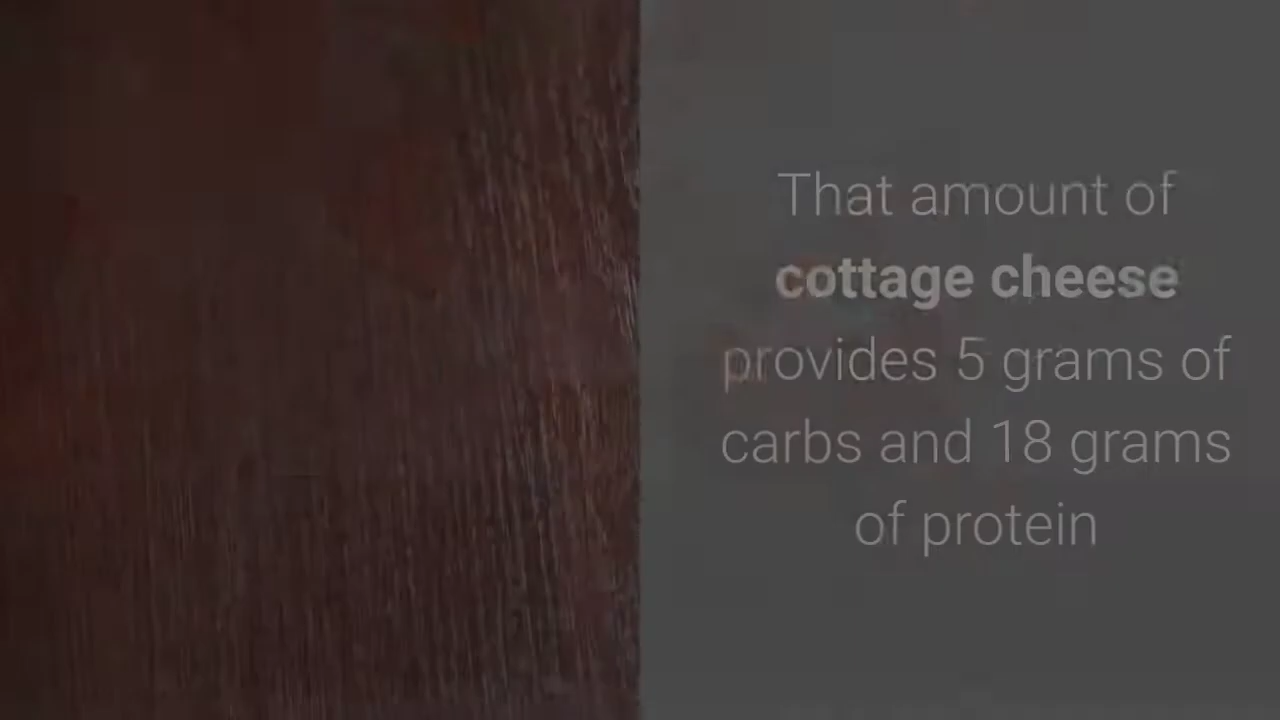 That amount of
cottage cheese
provides 5 grams of
carbs and 18 grams
of protein